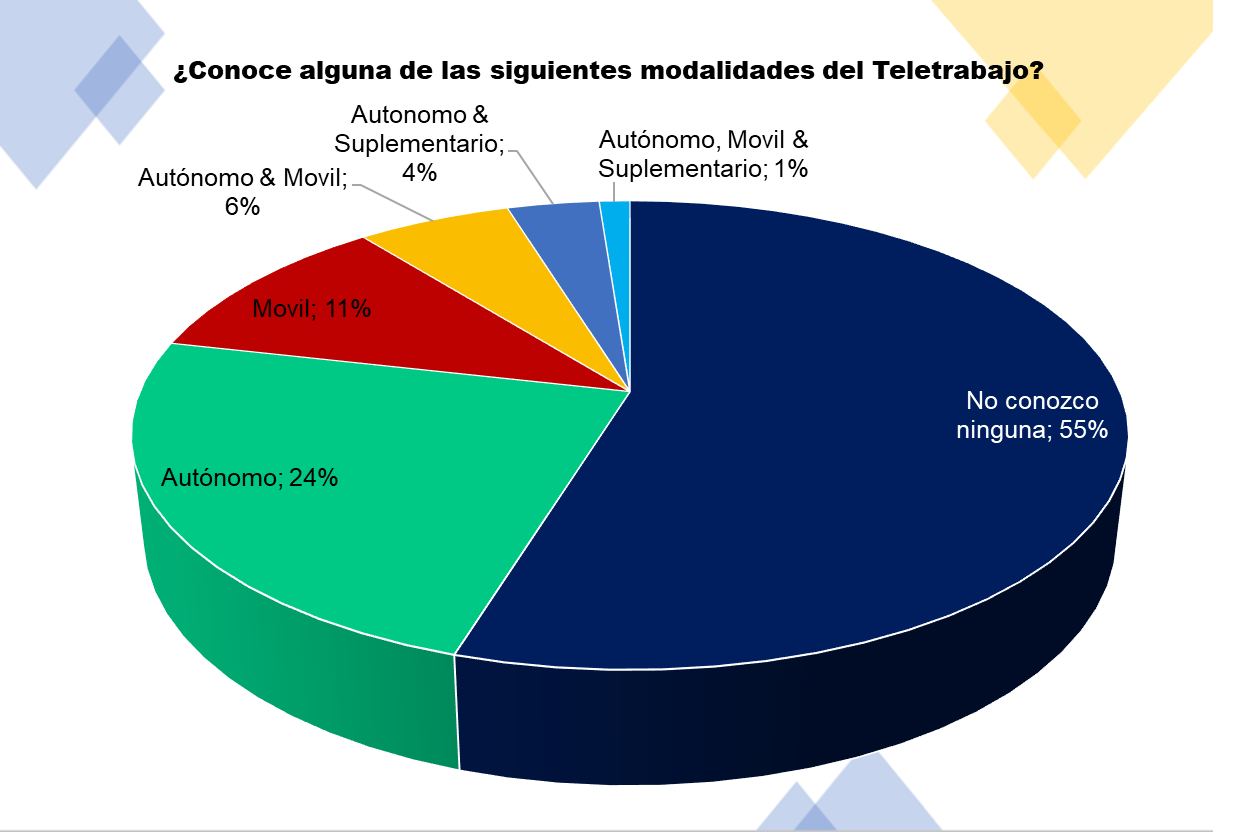 ¿Conoce alguna de las siguientes modalidades del Teletrabajo?
Autonomo &
Suplementario;
4%
Autónomo, Movil &
Suplementario; 1%
Autónomo & Movil;
6%
Movil; 11%
No conozco
ninguna; 55%
Autónomo; 24%